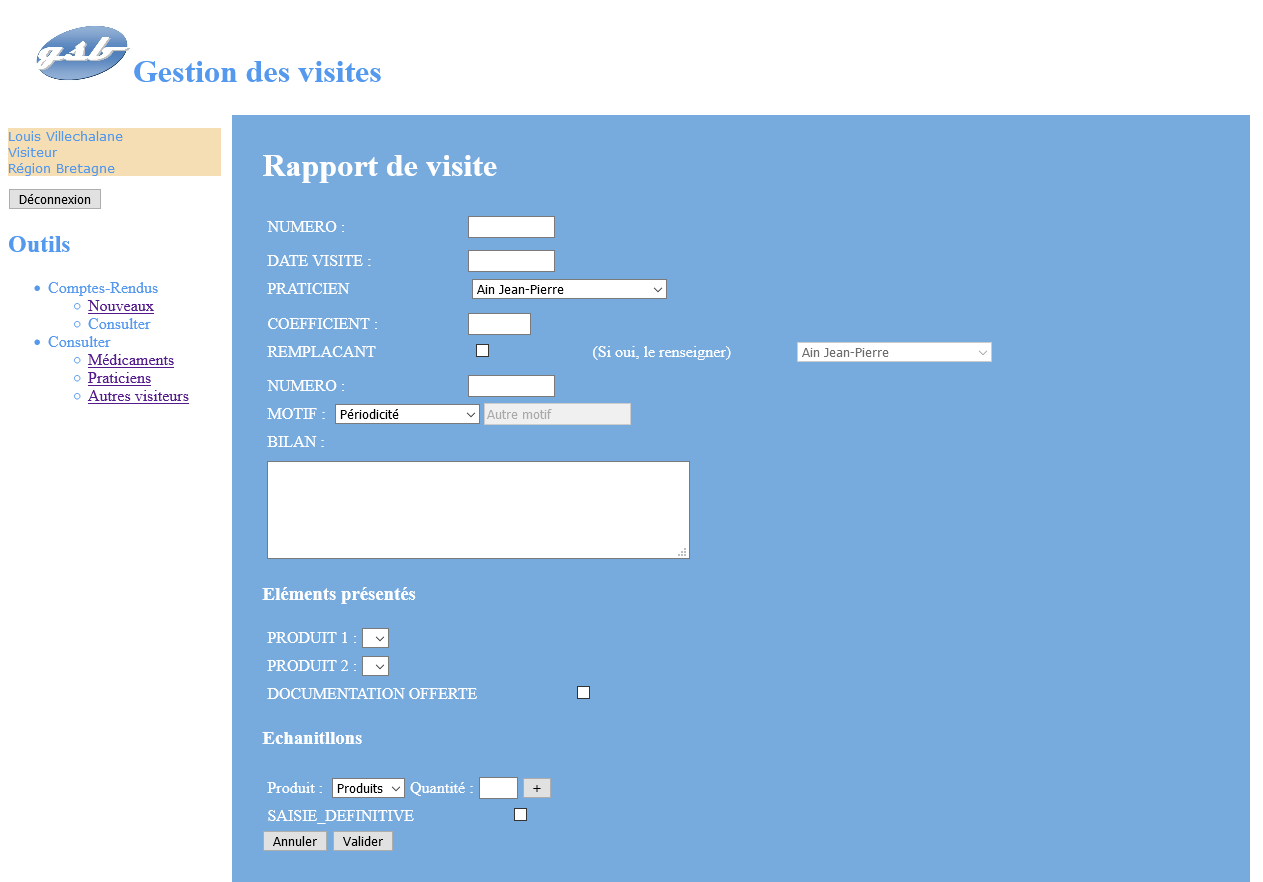 gsb Gestion des visites
Louis Villechalane
Visiteur
Région Bretagne
Déconnexion
Outils
Comptes-Rendus
Nouveaux
Consulter
Consulter
Médicaments
Praticiens
Autres visiteurs
Rapport de visite
NUMERO :
DATE VISITE :
PRATICIEN Ain Jean-Pierre
COEFFICIENT :
REMPLACANT (Si oui, le renseigner) Ain Jean-Pierre
NUMERO :
MOTIF : Périodicité Autre motif
BILAN :
Eléments présentés
PRODUIT 1 :
PRODUIT 2 :
DOCUMENTATION OFFERTE
Echanitllons
Produit : Produits Quantité : +
SAISIE_DEFINITIVE
Annuler Valider